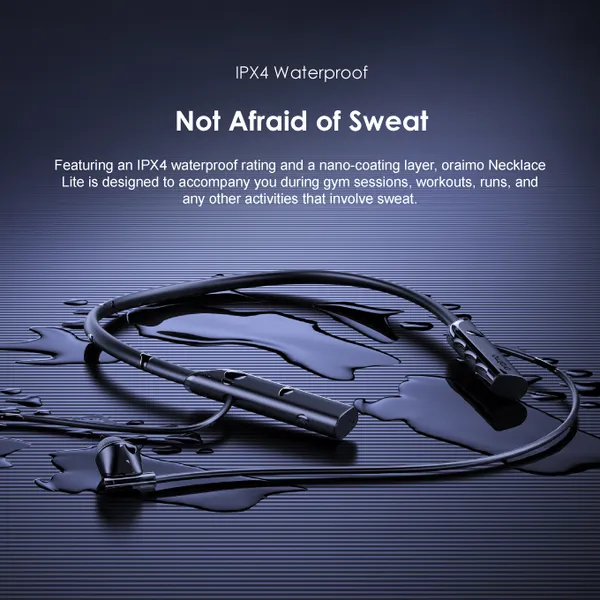 IPX4 Waterproof
Not Afraid of Sweat
Featuring an IPX4 waterproof rating and a nano-coating layer, oraimo Necklace
Lite is designed to accompany you during gym sessions, workouts, runs, and
any other activities that involve sweat.